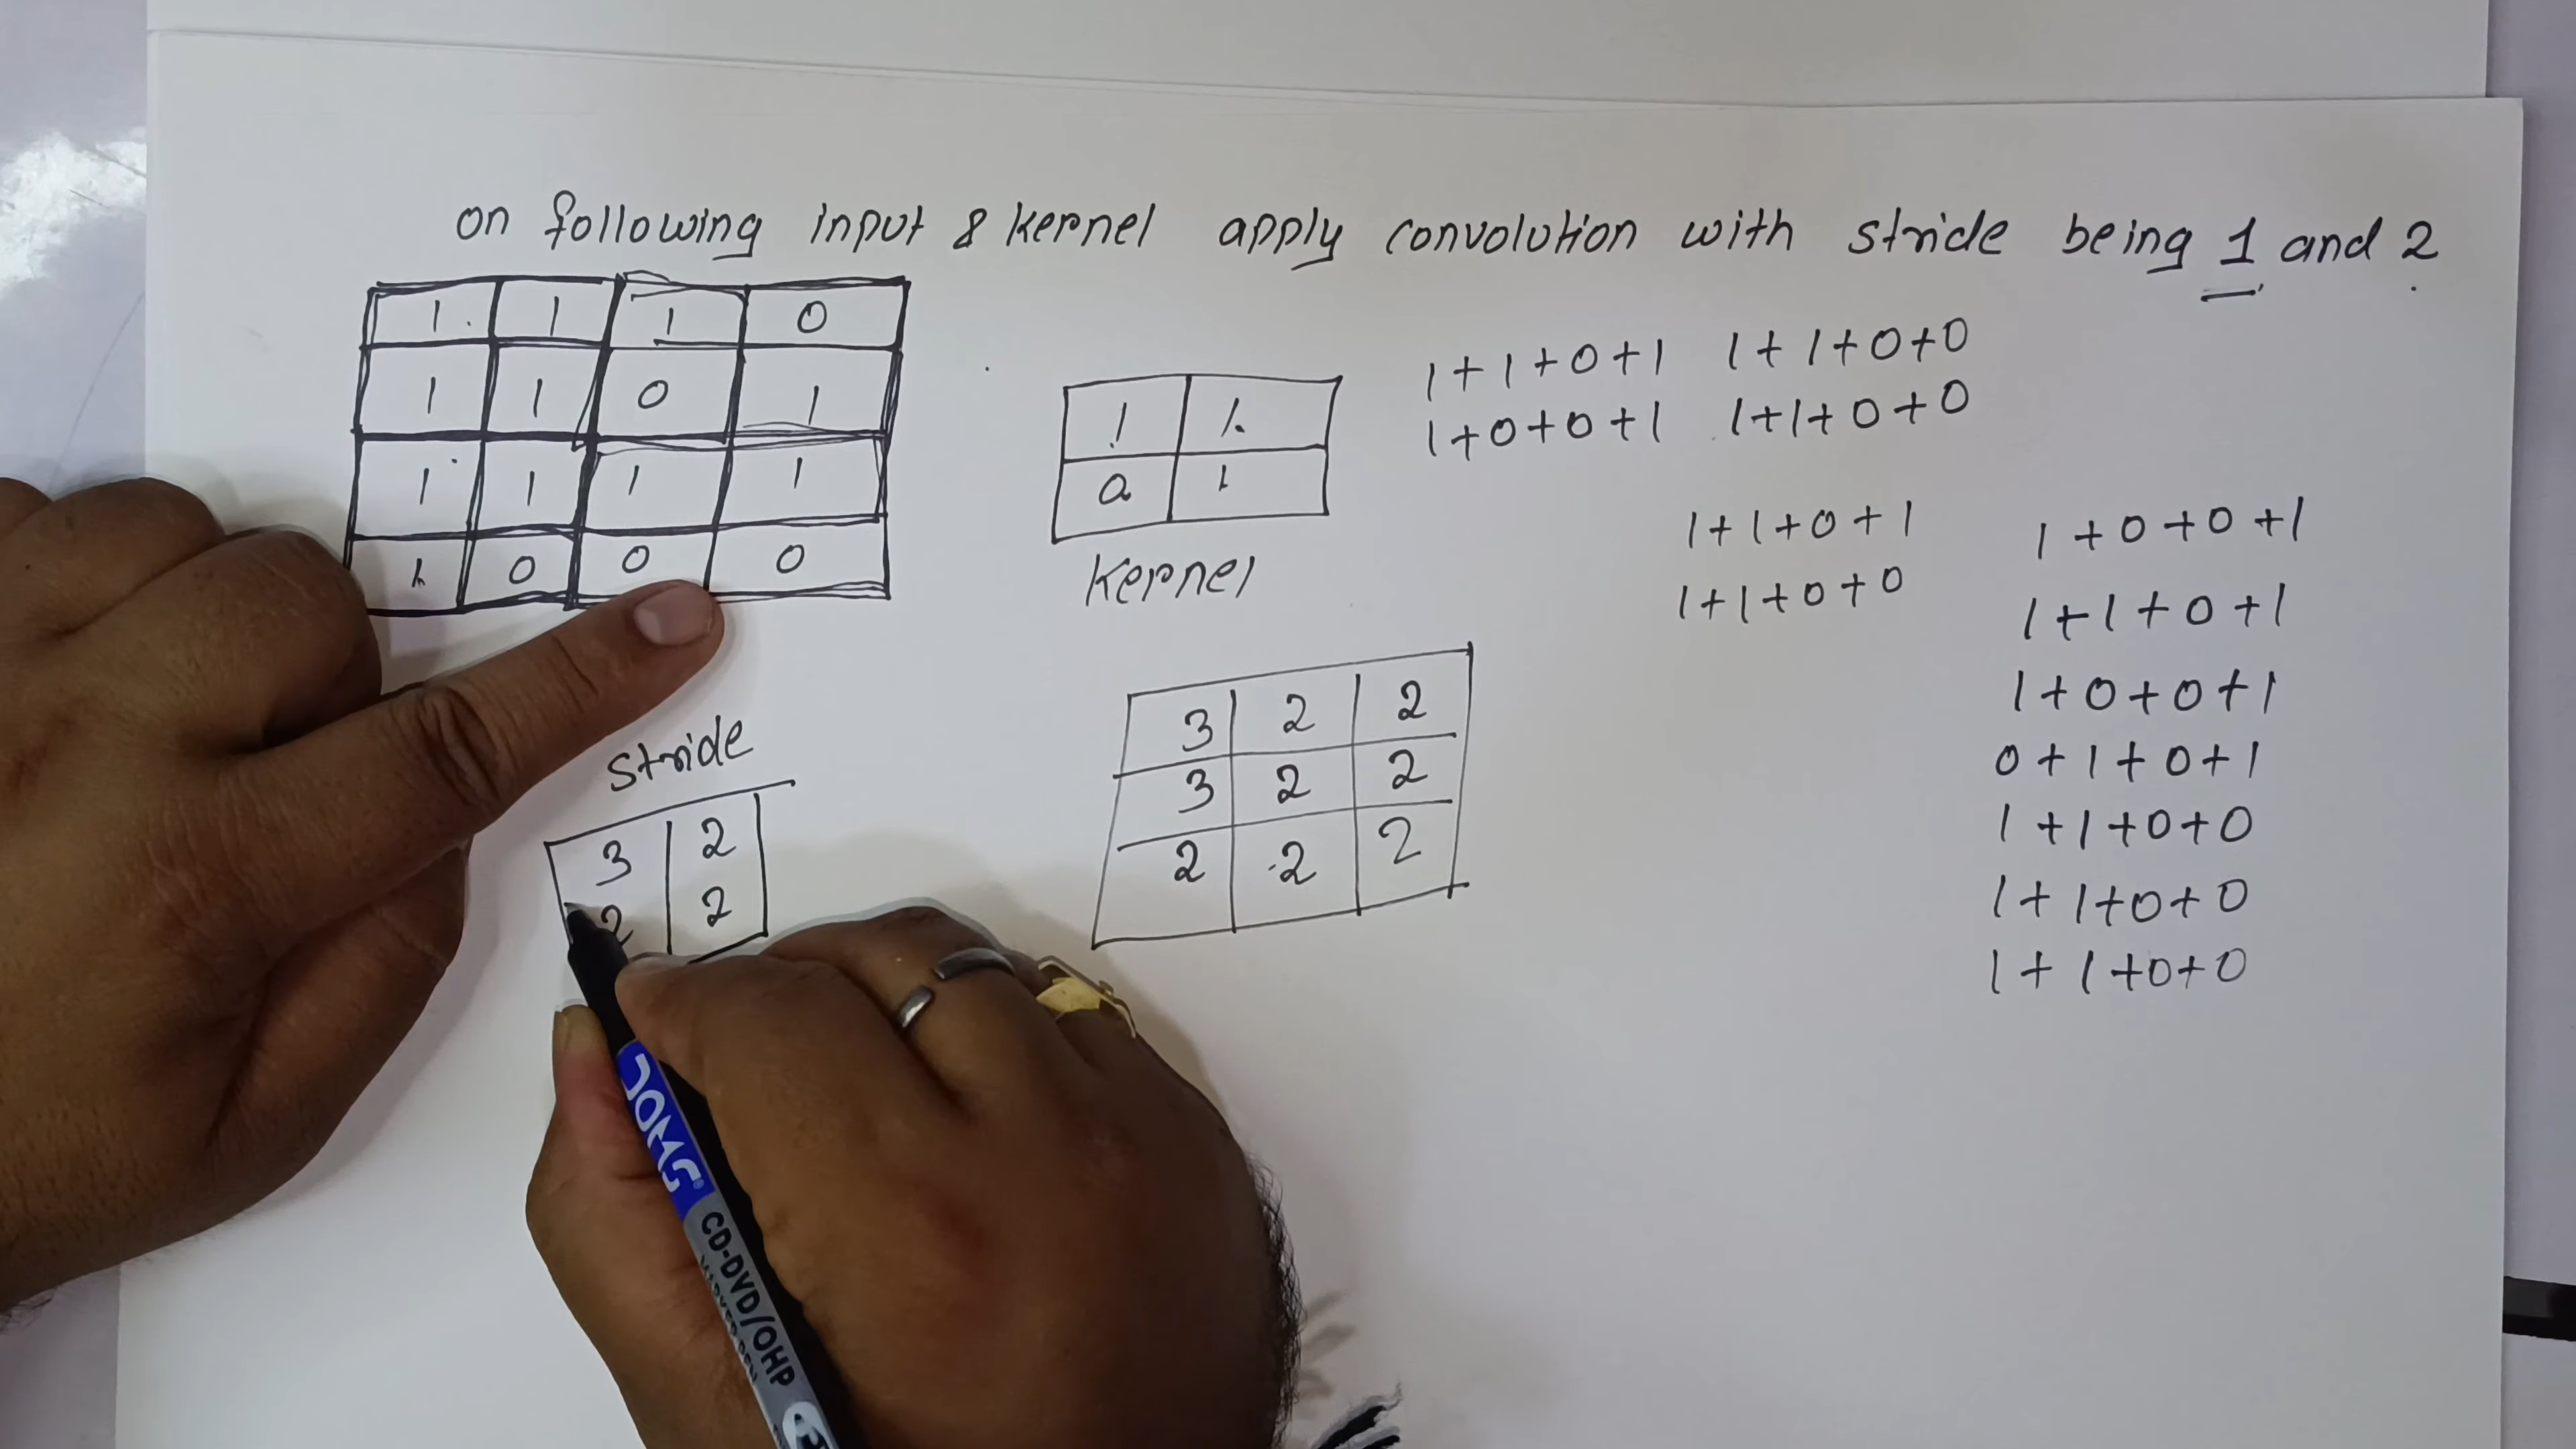 on following input & kernel apply convolution with stride being 1 and 2
1 1 1 0
1 1 0 1
1 1 1 1
1 0 0 0
1 1
0 1
Kernel
1+1+0+1 1+1+0+0
1+0+0+1 1+1+0+0
1+1+0+1
1+1+0+0
1+0+0+1
1+1+0+1
1+0+0+1
0+1+0+1
1+1+0+0
1+1+0+0
1+1+0+0
3 2 2
3 2 2
2 2 2
stride
3 2
2 2
DOMS
CD-DVD/OHP